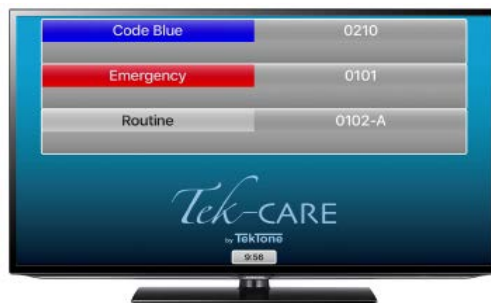 Code Blue 0210
Emergency 0101
Routine 0102-A
Tek-CARE
by TekTone
9:56